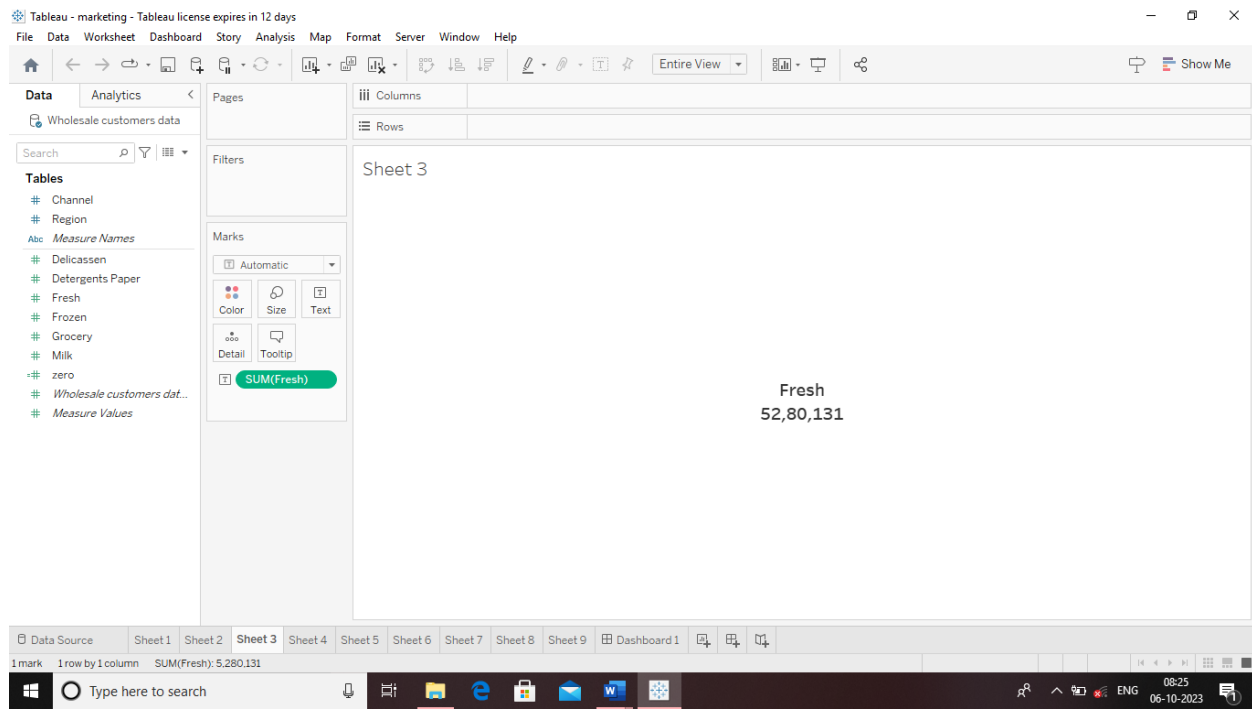 Tableau - marketing - Tableau license expires in 12 days
File Data Worksheet Dashboard Story Analysis Map Format Server Window Help
Entire View
Show Me
Data Analytics
Wholesale customers data
Search
Tables
# Channel
# Region
Abc Measure Names
# Delicassen
# Detergents Paper
# Fresh
# Frozen
# Grocery
# Milk
=# zero
# Wholesale customers dat...
# Measure Values
Pages
Filters
Marks
T Automatic
Color Size Text
Detail Tooltip
T SUM(Fresh)
iii Columns
Rows
Sheet 3
Fresh
52,80,131
Data Source Sheet 1 Sheet 2 Sheet 3 Sheet 4 Sheet 5 Sheet 6 Sheet 7 Sheet 8 Sheet 9 Dashboard 1
1 mark 1 row by 1 column SUM(Fresh): 5,280,131
Type here to search
ENG
08:25
06-10-2023